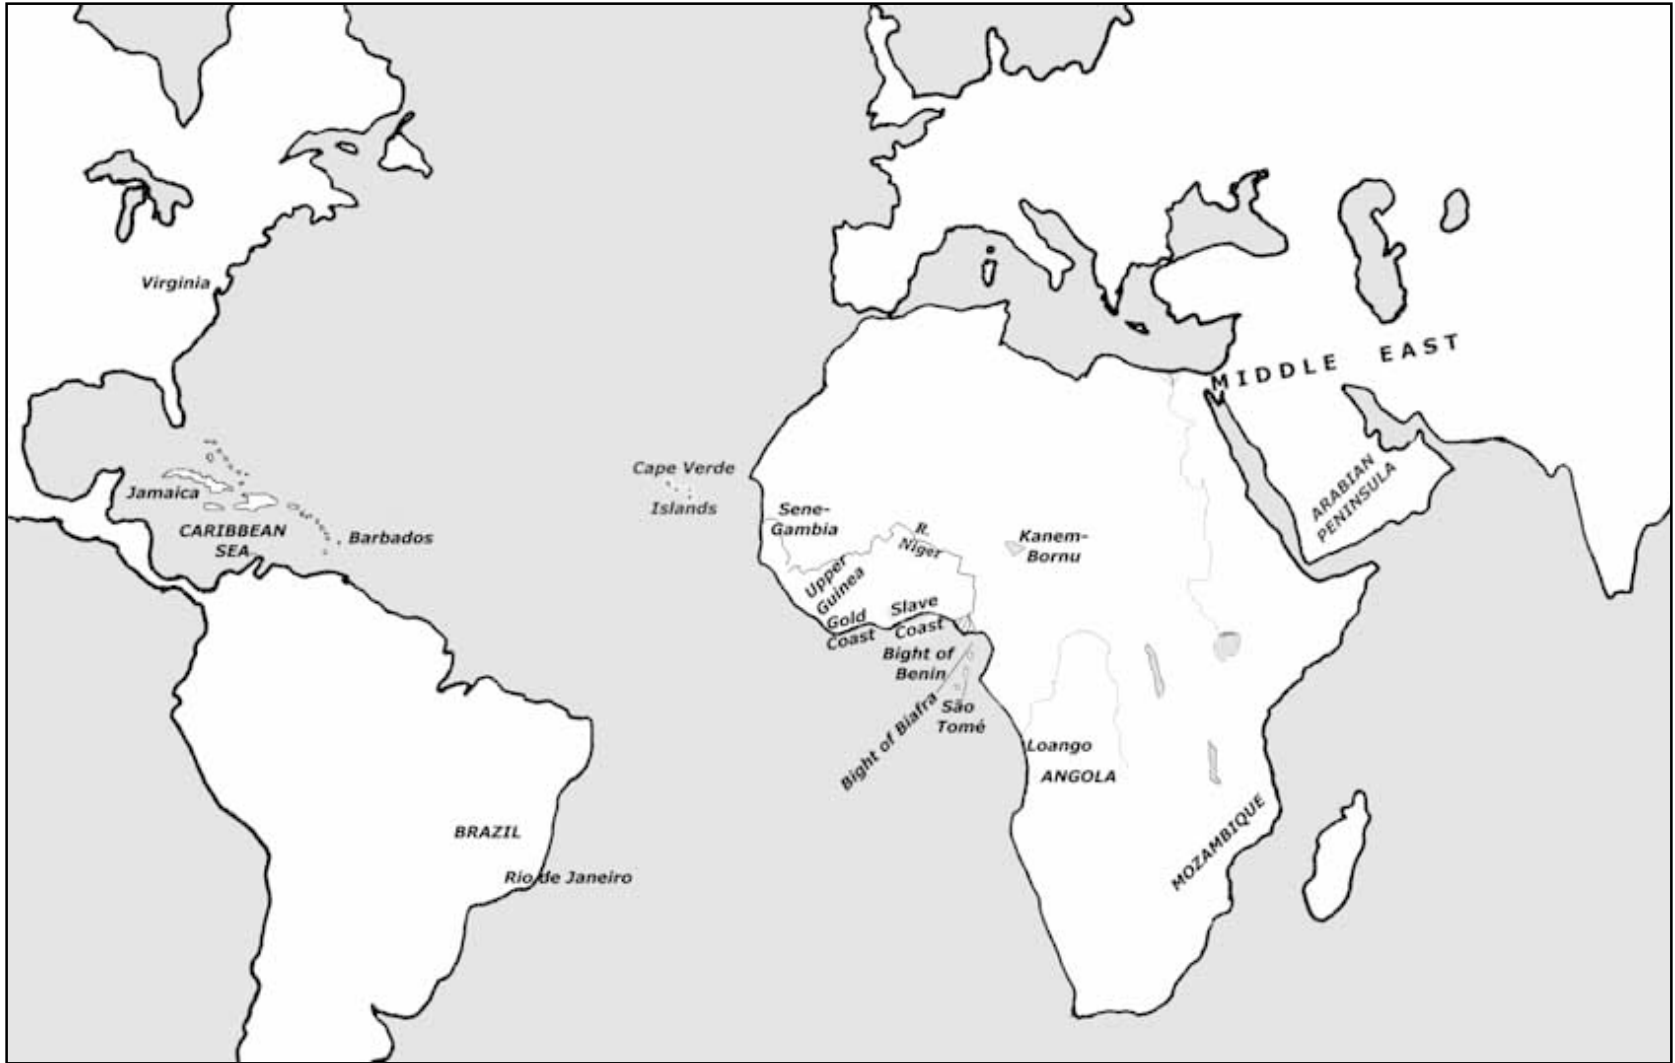 Virginia
MIDDLE EAST
Cape Verde
Islands
ARABIAN
PENINSULA
Jamaica
CARIBBEAN
SEA
Barbados
Sene-
Gambia
R.
Niger
Kanem-
Bornu
Upper
Guinea
Gold
Coast
Slave
Coast
Bight of
Benin
Bight of Biafra
São
Tomé
Loango
ANGOLA
MOZAMBIQUE
BRAZIL
Rio de Janeiro